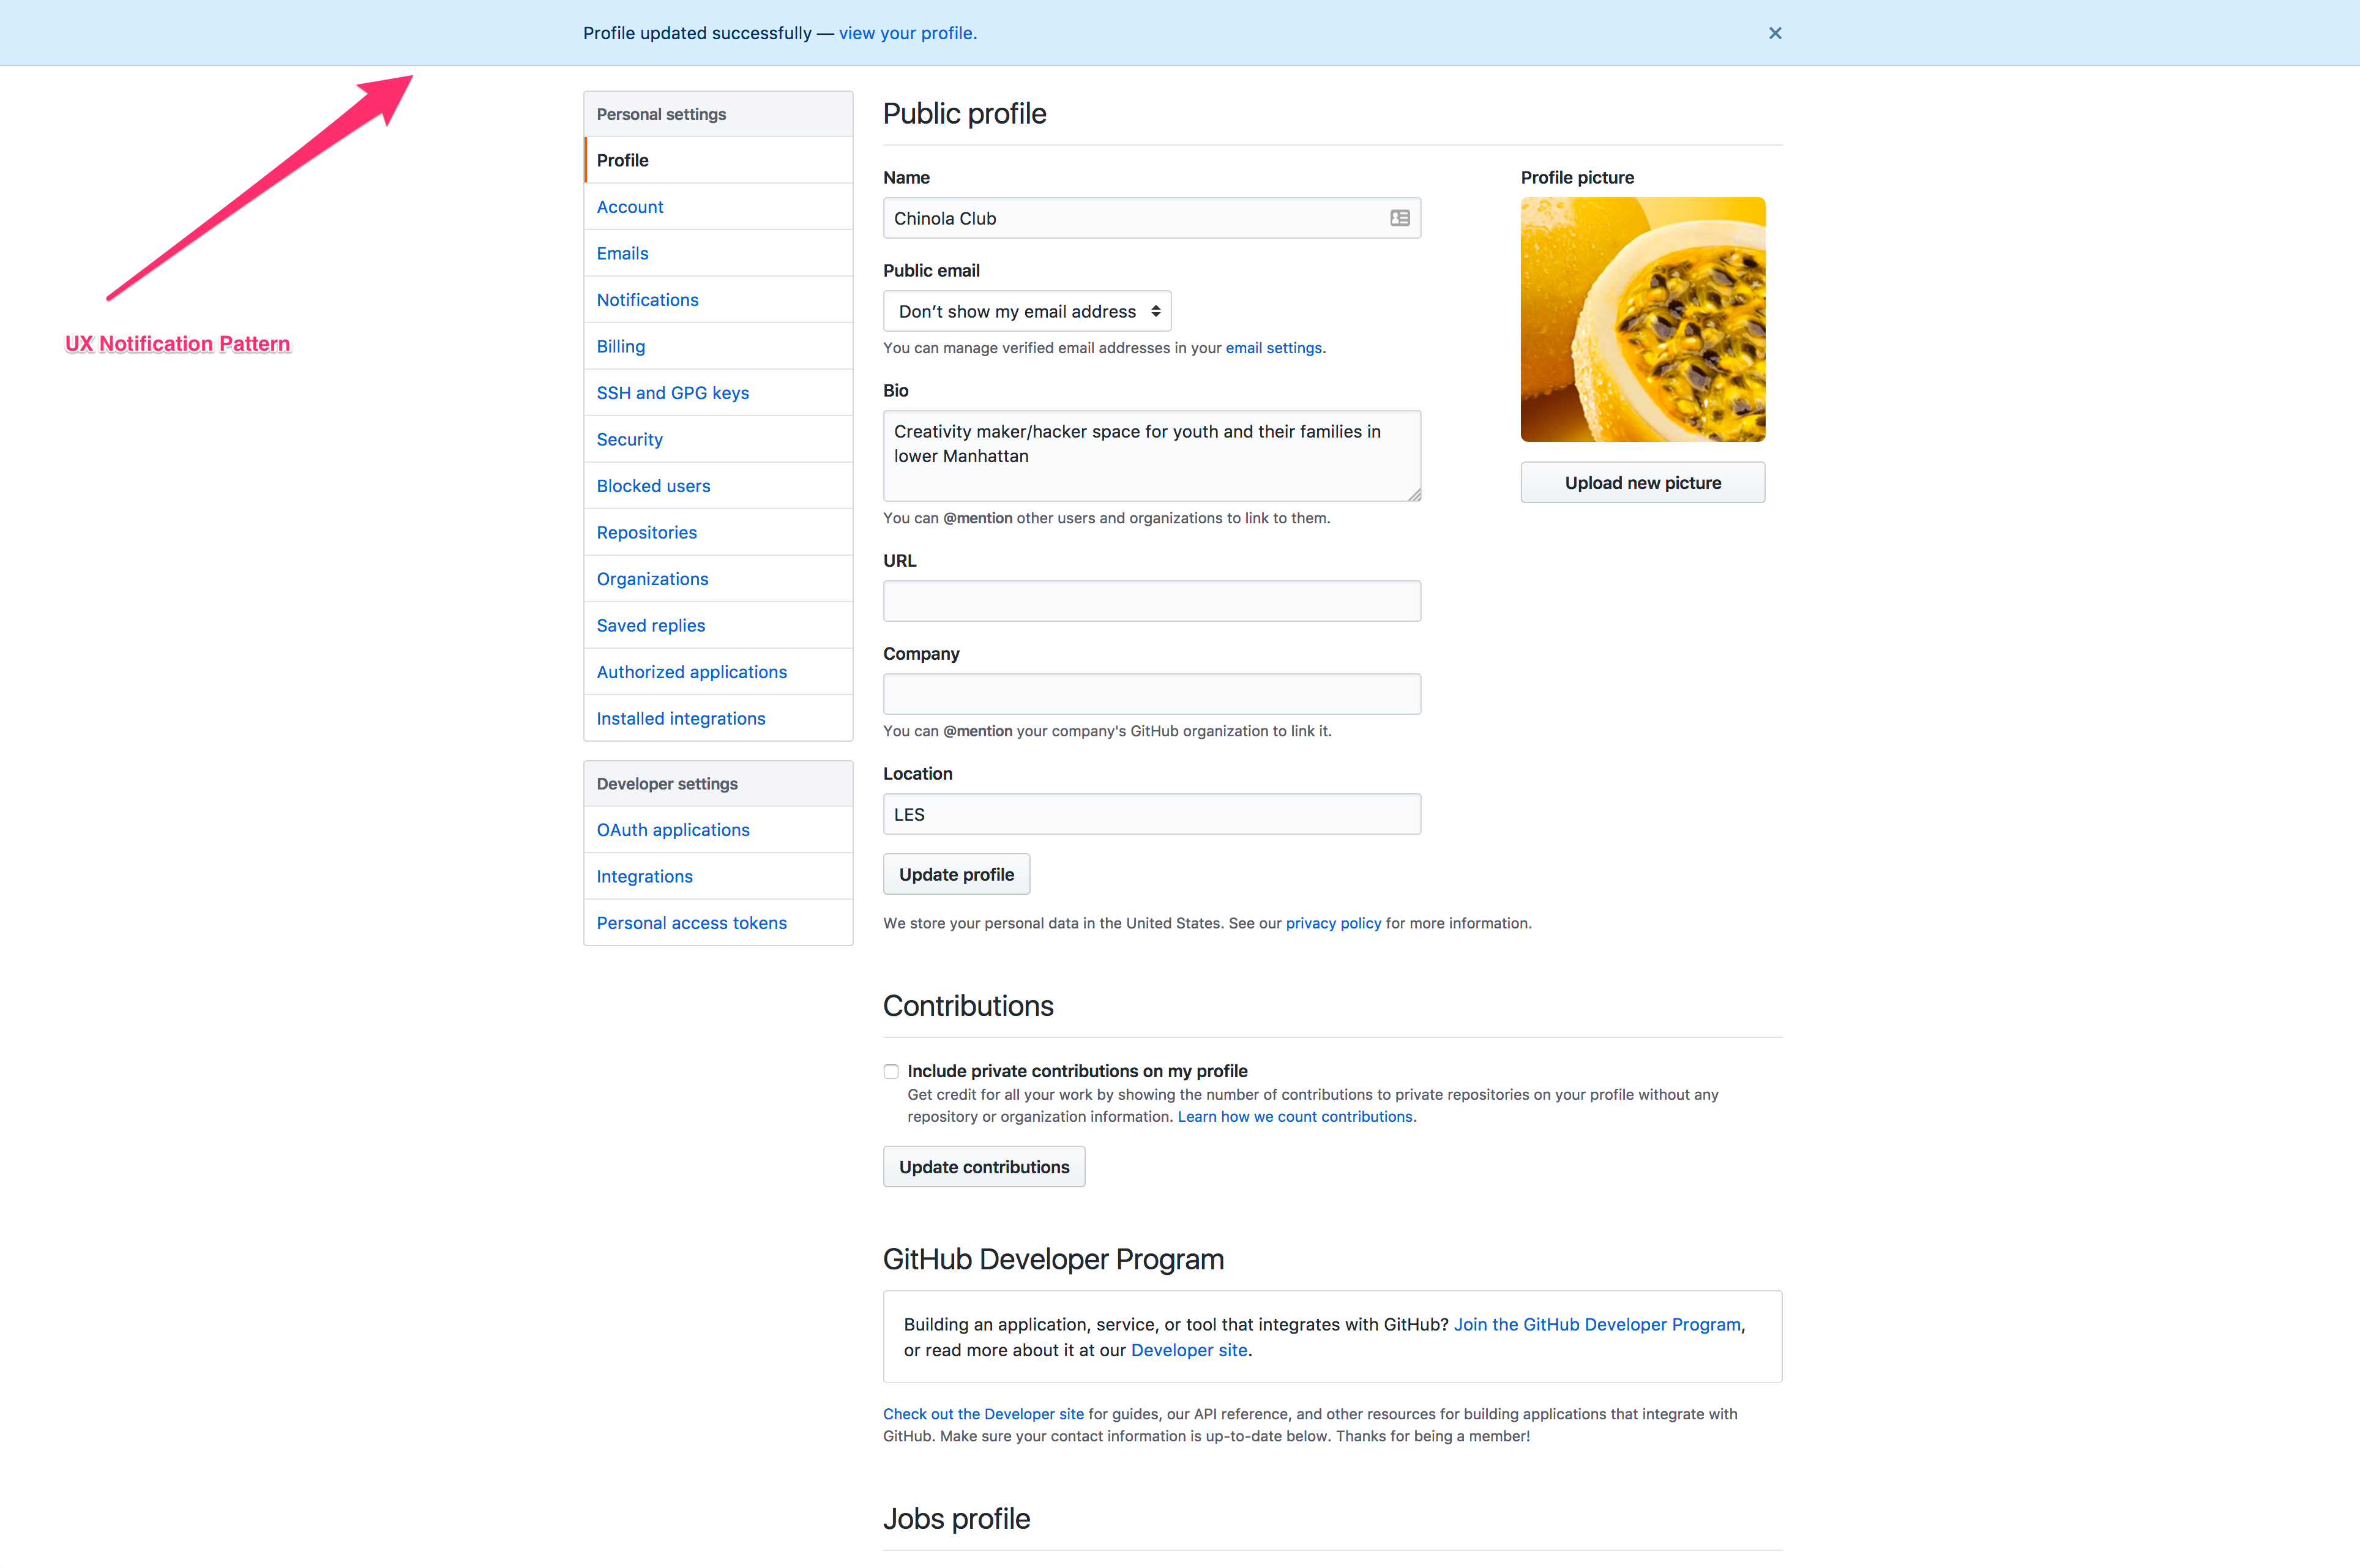 Profile updated successfully — view your profile.
UX Notification Pattern
Personal settings
Profile
Account
Emails
Notifications
Billing
SSH and GPG keys
Security
Blocked users
Repositories
Organizations
Saved replies
Authorized applications
Installed integrations
Developer settings
OAuth applications
Integrations
Personal access tokens
Public profile
Name
Chinola Club
Public email
Don’t show my email address
You can manage verified email addresses in your email settings.
Bio
Creativity maker/hacker space for youth and their families in
lower Manhattan
You can @mention other users and organizations to link to them.
URL
Company
You can @mention your company's GitHub organization to link it.
Location
LES
Update profile
We store your personal data in the United States. See our privacy policy for more information.
Profile picture
Upload new picture
Contributions
Include private contributions on my profile
Get credit for all your work by showing the number of contributions to private repositories on your profile without any
repository or organization information. Learn how we count contributions.
Update contributions
GitHub Developer Program
Building an application, service, or tool that integrates with GitHub? Join the GitHub Developer Program,
or read more about it at our Developer site.
Check out the Developer site for guides, our API reference, and other resources for building applications that integrate with
GitHub. Make sure your contact information is up-to-date below. Thanks for being a member!
Jobs profile